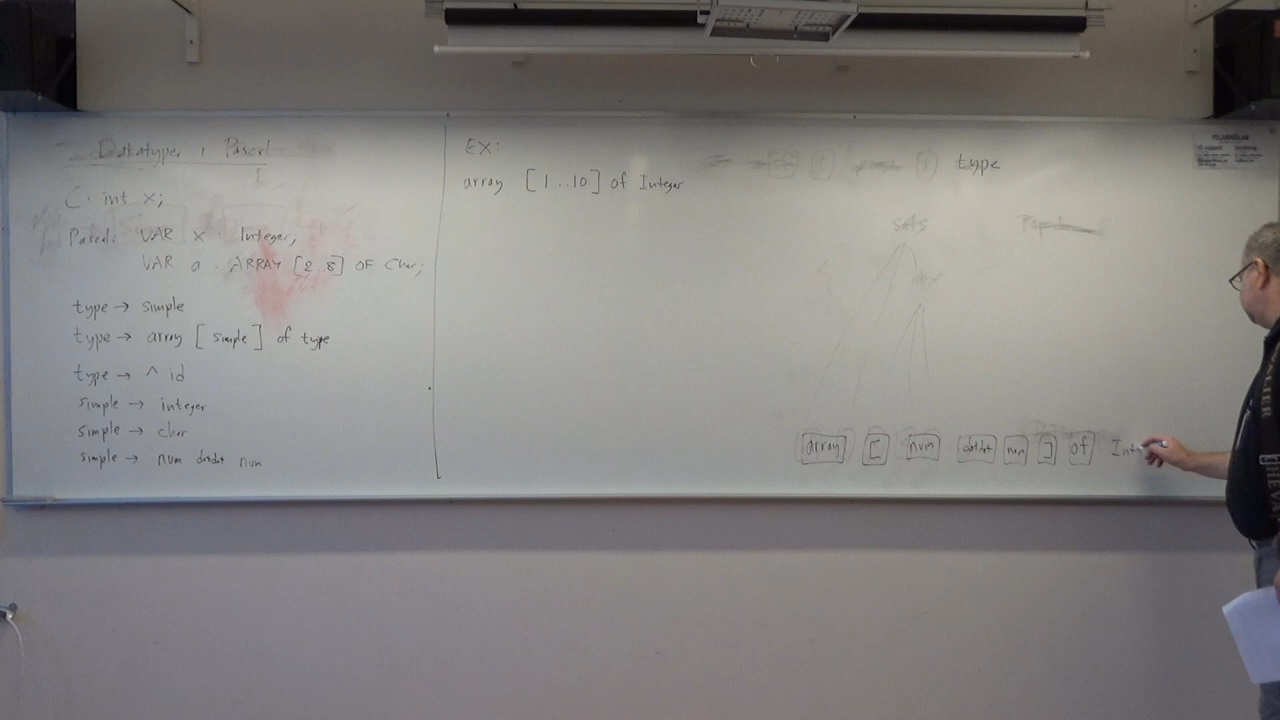 Datatyper i Pascal
C: int x;
Pascal: VAR x : Integer;
VAR a : ARRAY [2..8] OF Char;
type → simple
type → array [ simple ] of type
type → ^ id
simple → integer
simple → char
simple → num dotdot num
EX:
array [1..10] of Integer
type
array [ num dotdot num ] of Int